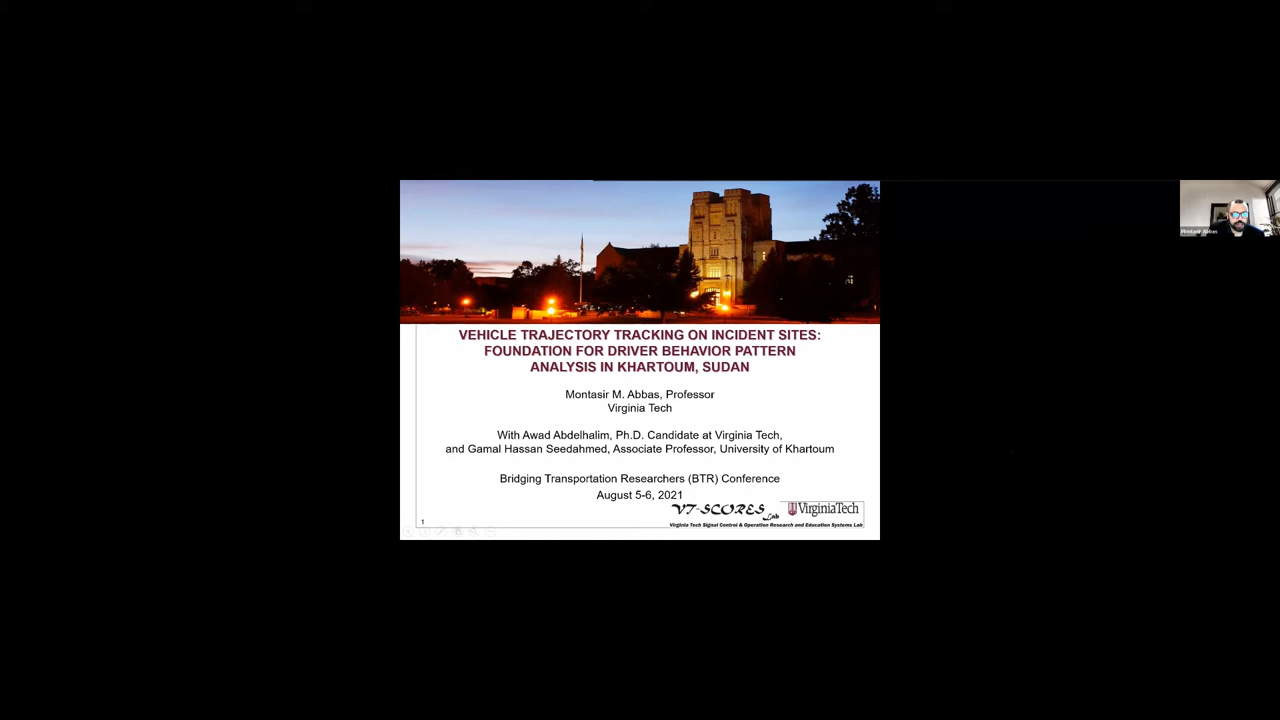 Montasir Abbas
VEHICLE TRAJECTORY TRACKING ON INCIDENT SITES:
FOUNDATION FOR DRIVER BEHAVIOR PATTERN
ANALYSIS IN KHARTOUM, SUDAN
Montasir M. Abbas, Professor
Virginia Tech
With Awad Abdelhalim, Ph.D. Candidate at Virginia Tech,
and Gamal Hassan Seedahmed, Associate Professor, University of Khartoum
Bridging Transportation Researchers (BTR) Conference
August 5-6, 2021
VT-SCORES Lab
VirginiaTech
Virginia Tech Signal Control & Operation Research and Education Systems Lab
1